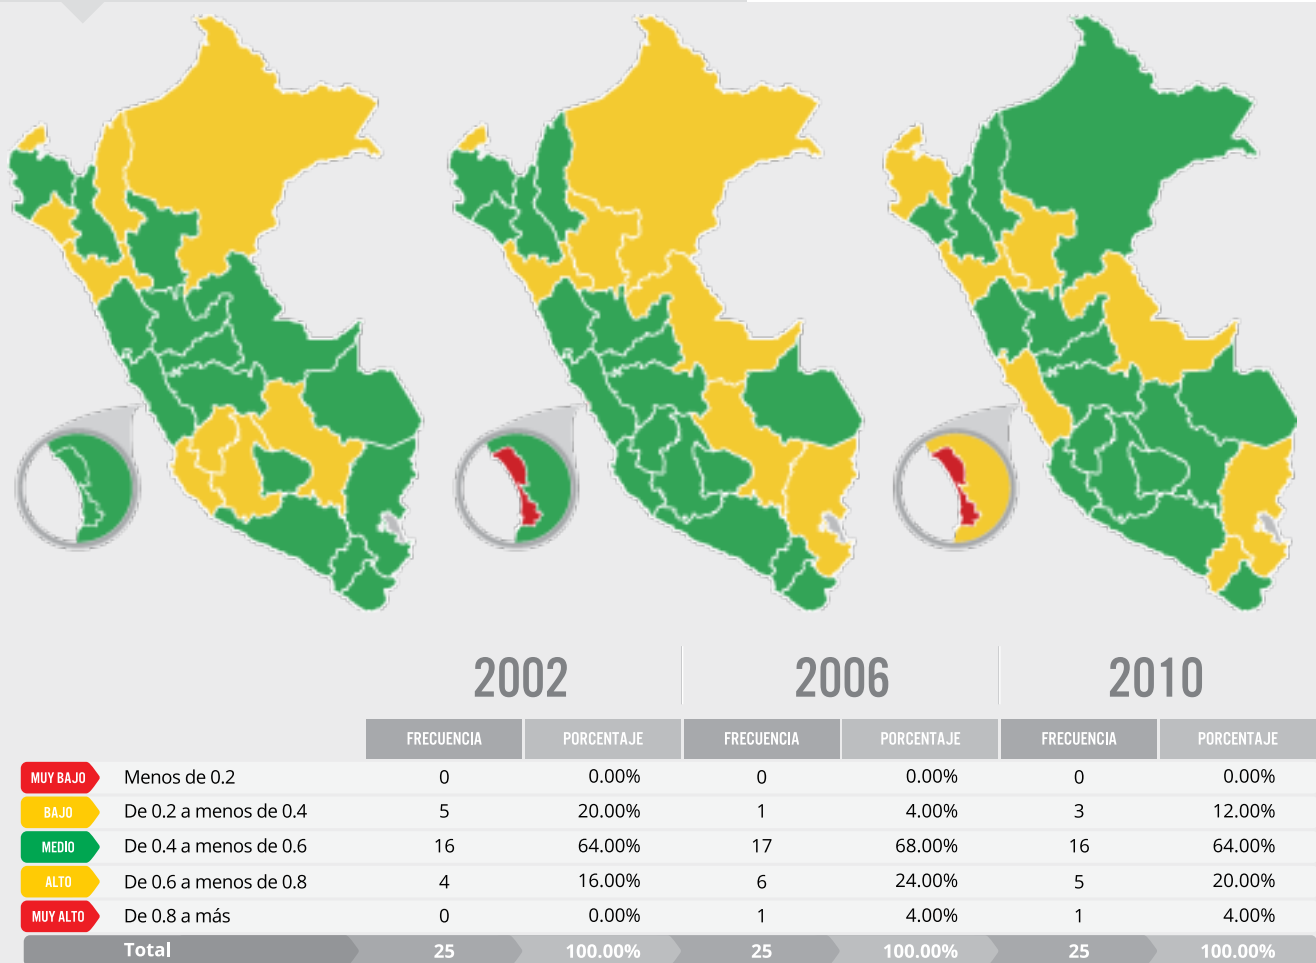 2002 2006 2010
FRECUENCIA PORCENTAJE FRECUENCIA PORCENTAJE FRECUENCIA PORCENTAJE
MUY BAJO Menos de 0.2 0 0.00% 0 0.00% 0 0.00%
BAJO De 0.2 a menos de 0.4 5 20.00% 1 4.00% 3 12.00%
MEDIO De 0.4 a menos de 0.6 16 64.00% 17 68.00% 16 64.00%
ALTO De 0.6 a menos de 0.8 4 16.00% 6 24.00% 5 20.00%
MUY ALTO De 0.8 a más 0 0.00% 1 4.00% 1 4.00%
Total 25 100.00% 25 100.00% 25 100.00%